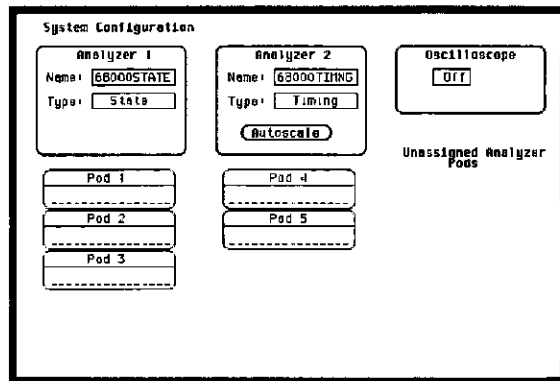 System Configuration
Analyzer 1
Name: 68000STATE
Type: State
Analyzer 2
Name: 68000TIMNG
Type: Timing
Autoscale
Oscilloscope
Off
Unassigned Analyzer
Pods
Pod 1
Pod 2
Pod 3
Pod 4
Pod 5